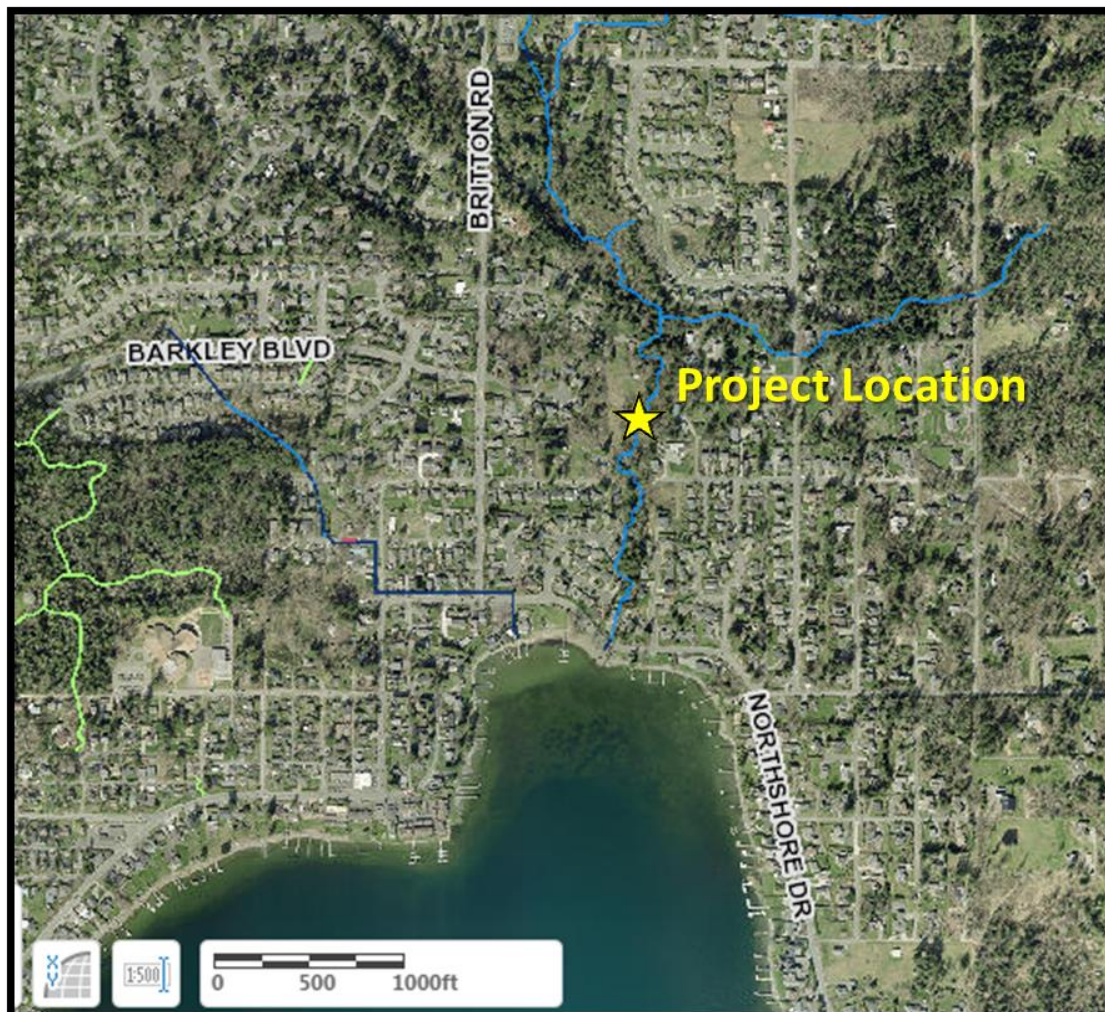 BRITTON RD
BARKLEY BLVD
Project Location
NORTHSHORE DR
X
Y
1:500
0 500 1000ft